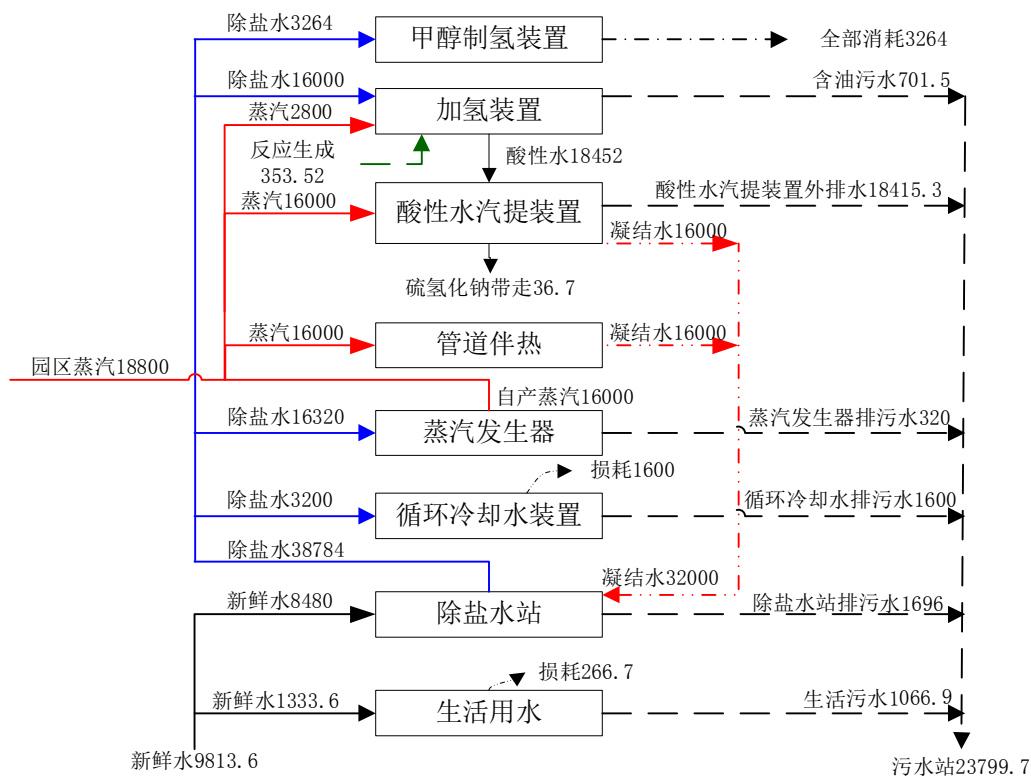 除盐水3264
甲醇制氢装置
全部消耗3264
除盐水16000
含油污水701.5
蒸汽2800
加氢装置
反应生成
353.52
酸性水18452
蒸汽16000
酸性水汽提装置
酸性水汽提装置外排水18415.3
凝结水16000
硫氢化钠带走36.7
蒸汽16000
管道伴热
凝结水16000
园区蒸汽18800
自产蒸汽16000
除盐水16320
蒸汽发生器
蒸汽发生器排污水320
损耗1600
除盐水3200
循环冷却水装置
循环冷却水排污水1600
除盐水38784
凝结水32000
新鲜水8480
除盐水站
除盐水站排污水1696
损耗266.7
新鲜水1333.6
生活用水
生活污水1066.9
新鲜水9813.6
污水站23799.7